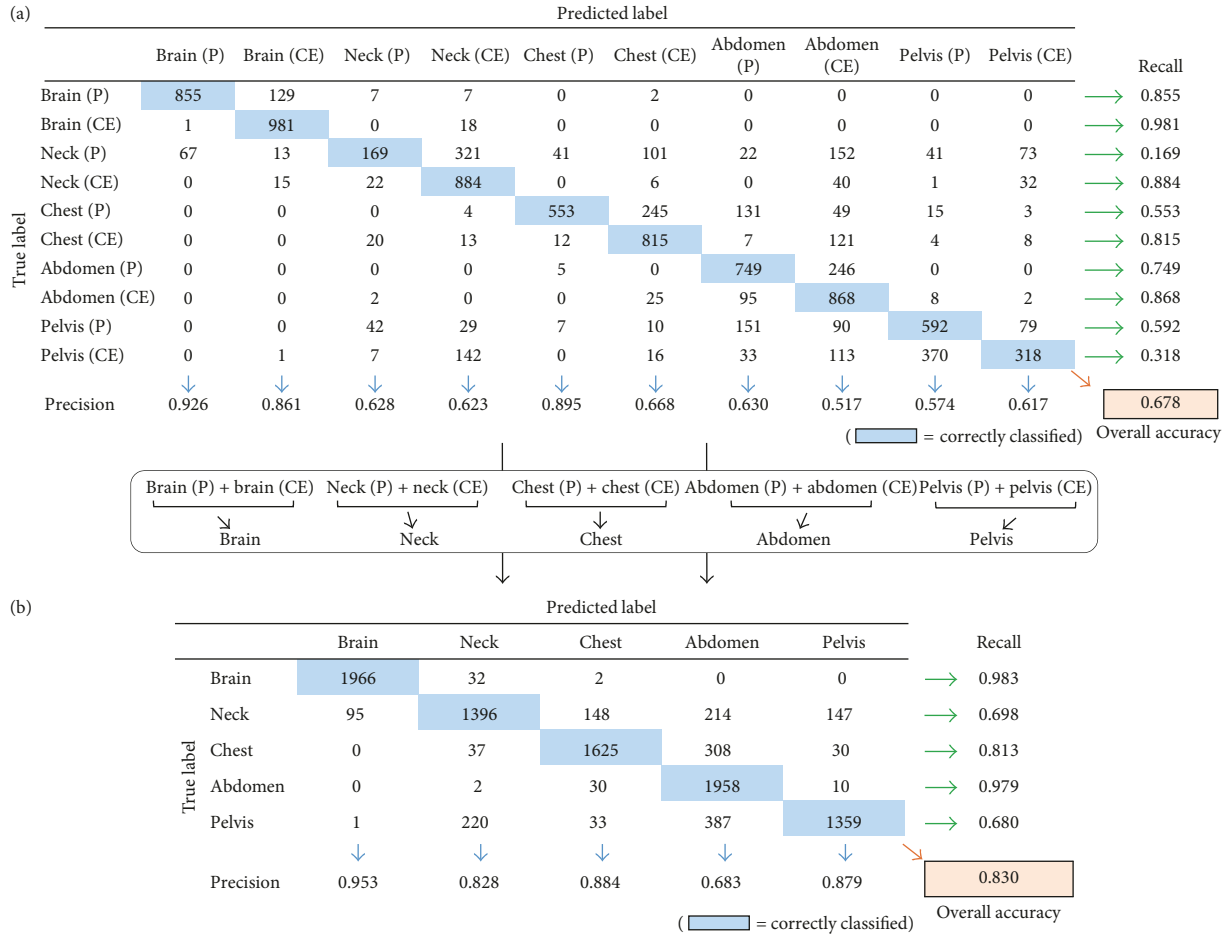 (a)
Predicted label
Brain (P) Brain (CE) Neck (P) Neck (CE) Chest (P) Chest (CE) Abdomen (P) Abdomen (CE) Pelvis (P) Pelvis (CE) Recall
True label
Brain (P) 855 129 7 7 0 2 0 0 0 0 0.855
Brain (CE) 1 981 0 18 0 0 0 0 0 0 0.981
Neck (P) 67 13 169 321 41 101 22 152 41 73 0.169
Neck (CE) 0 15 22 884 0 6 0 40 1 32 0.884
Chest (P) 0 0 0 4 553 245 131 49 15 3 0.553
Chest (CE) 0 0 20 13 12 815 7 121 4 8 0.815
Abdomen (P) 0 0 0 0 5 0 749 246 0 0 0.749
Abdomen (CE) 0 0 2 0 0 25 95 868 8 2 0.868
Pelvis (P) 0 0 42 29 7 10 151 90 592 79 0.592
Pelvis (CE) 0 1 7 142 0 16 33 113 370 318 0.318
Precision 0.926 0.861 0.628 0.623 0.895 0.668 0.630 0.517 0.574 0.617 0.678
( = correctly classified) Overall accuracy
Brain (P) + brain (CE) Neck (P) + neck (CE) Chest (P) + chest (CE) Abdomen (P) + abdomen (CE) Pelvis (P) + pelvis (CE)
Brain Neck Chest Abdomen Pelvis
(b)
Predicted label
Brain Neck Chest Abdomen Pelvis Recall
True label
Brain 1966 32 2 0 0 0.983
Neck 95 1396 148 214 147 0.698
Chest 0 37 1625 308 30 0.813
Abdomen 0 2 30 1958 10 0.979
Pelvis 1 220 33 387 1359 0.680
Precision 0.953 0.828 0.884 0.683 0.879 0.830
( = correctly classified) Overall accuracy